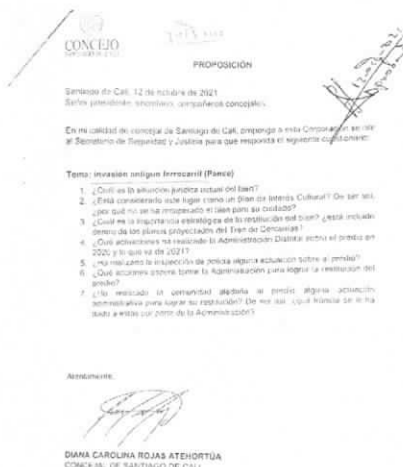 CONCEJO
PROPOSICIÓN
Santiago de Cali, 12 de octubre de 2021
Señor presidente, secretario, compañeros concejales,
En mi calidad de concejal de Santiago de Cali, propongo a esta Corporación
al Secretario de Seguridad y Justicia para que responda el siguiente cuestionario:
Tema: invasión antiguo ferrocarril (Pance)
1. ¿Cuál es la situación jurídica actual del bien?
2. ¿Está considerado este lugar como un Bien de Interés Cultural? De ser así,
¿por qué no se ha recuperado el bien para su cuidado?
3. ¿Cuál es la importancia estratégica de la restitución del bien? ¿está incluido
dentro de los planos proyectados del Tren de Cercanías?
4. ¿Qué actuaciones ha realizado la Administración Distrital sobre el predio en
2020 y lo que va de 2021?
5. ¿Ha realizado la inspección de policía alguna actuación sobre el predio?
6. ¿Qué acciones espera tomar la Administración para lograr la restitución del
predio?
7. ¿Ha realizado la comunidad aledaña al predio alguna actuación
administrativa para lograr su restitución? De ser así, ¿qué trámite se le ha
dado a estas por parte de la Administración?
Atentamente,
DIANA CAROLINA ROJAS ATEHORTÚA
CONCEJAL DE SANTIAGO DE CALI